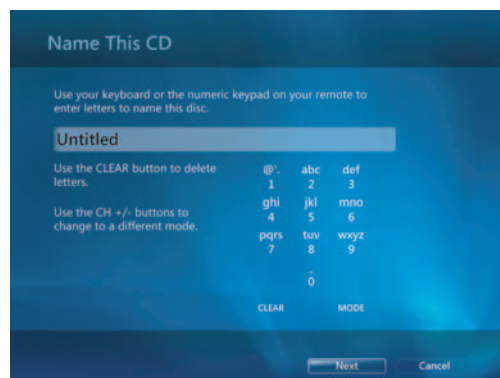 Name This CD
Use your keyboard or the numeric keypad on your remote to
enter letters to name this disc.
Untitled
Use the CLEAR button to delete
letters.
Use the CH +/- buttons to
change to a different mode.
@'. abc def
1 2 3
ghi jkl mno
4 5 6
pqrs tuv wxyz
7 8 9
_
0
CLEAR MODE
Next Cancel